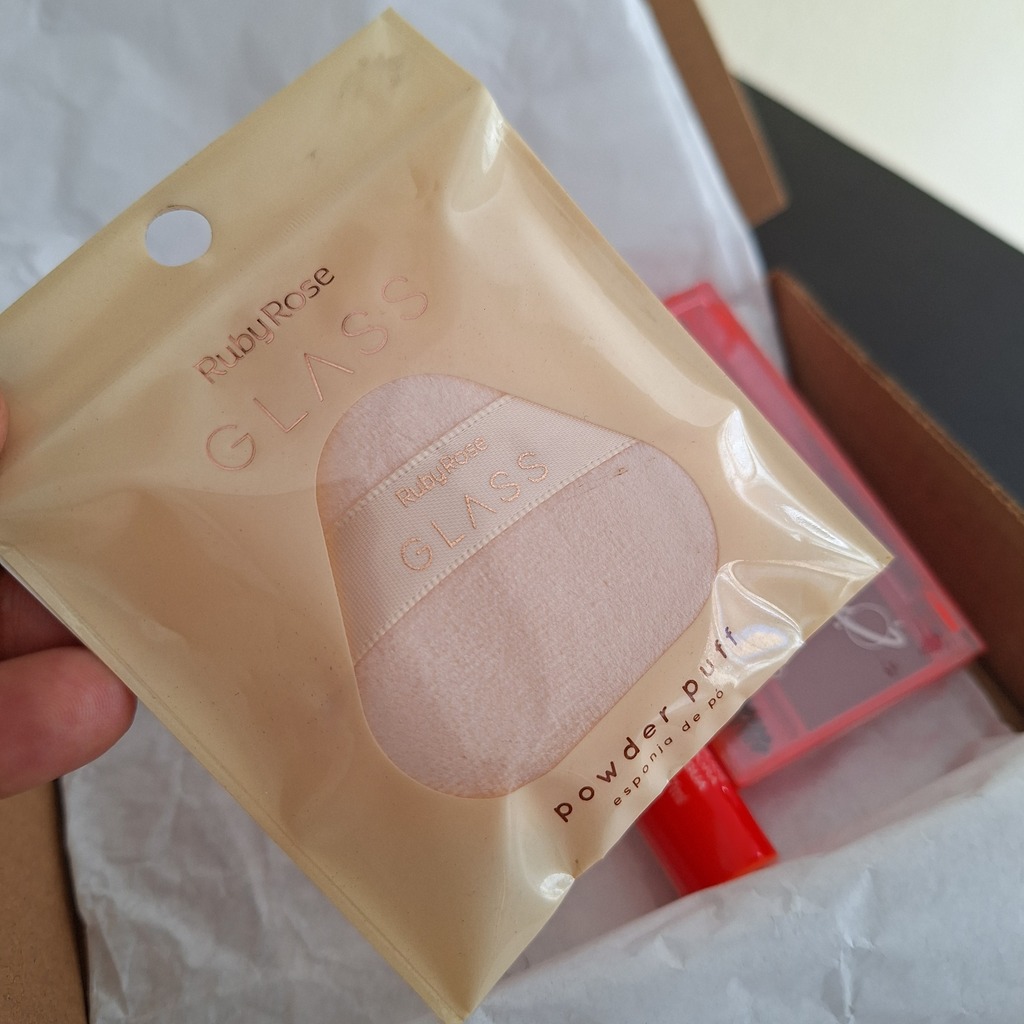 RubyRose
GLASS
RubyRose
GLASS
powder puff
esponja de pó